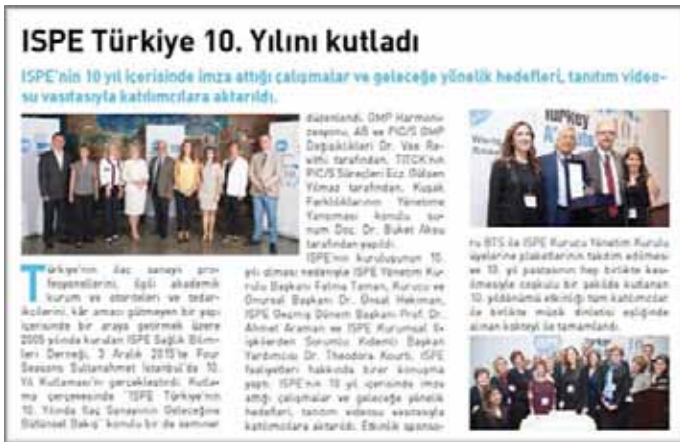 ISPE Türkiye 10. Yılını kutladı
ISPE'nin 10 yıl içerisinde imza attığı çalışmalar ve geleceğe yönelik hedefleri, tanıtım video-
su vasıtasıyla katılımcılara aktarıldı.
Türkiye'nin ilaç sanayi pro-
fesyonellerini, ilgili akademik
kurum ve otoriteleri ve tedar-
ikçilerini, kâr amacı gütmeyen bir yapı
içerisinde bir araya getirmek üzere
2005 yılında kurulan ISPE Sağlık Bilim-
leri Derneği, 3 Aralık 2015'te Four
Seasons Sultanahmet İstanbul'da 10.
Yıl Kutlaması'nı gerçekleştirdi. Kutla-
ma çerçevesinde "ISPE Türkiye'nin
10. Yılında İlaç Sanayinin Geleceğine
Bütünsel Bakış" konulu bir de seminer
düzenlendi. GMP Harmoni-
zasyonu, AB ve PIC/S GMP
Değişiklikleri Dr.
tarafından, TİTCK'nın
PIC/S Süreçleri Ecz. Gülşen
Yılmaz tarafından, Kuşak
Farklılıklarının Yönetime
Yansıması konulu su-
num Doç. Dr. Buket Aksu
tarafından yapıldı.
ISPE'nin kuruluşunun 10.
yılı olması nedeniyle ISPE Yönetim Ku-
rulu Başkanı Fatma Taman, Kurucu ve
Onursal Başkanı Dr. Ünsal Hekiman,
ISPE Geçmiş Dönem Başkanı Prof. Dr.
Ahmet Araman ve ISPE Kurumsal İl-
işkilerden Sorumlu Kıdemli Başkan
Yardımcısı Dr. Theodora Kourti, ISPE
faaliyetleri hakkında birer konuşma
yaptı. ISPE'nin 10 yıl içerisinde imza
attığı çalışmalar ve geleceğe yönelik
hedefleri, tanıtım videosu vasıtasıyla
katılımcılara aktarıldı. Etkinlik sponso-
Turkey
ru BTS ile ISPE Kurucu Yönetim Kurulu
üyelerine plaketlerinin takdim edilmesi
ve 10. yıl pastasının hep birlikte kes-
ilmesiyle coşkulu bir şekilde kutlanan
10. yıldönümü etkinliği tüm katılımcılar
ile birlikte müzik dinletisi eşliğinde
alınan kokteyl ile tamamlandı.